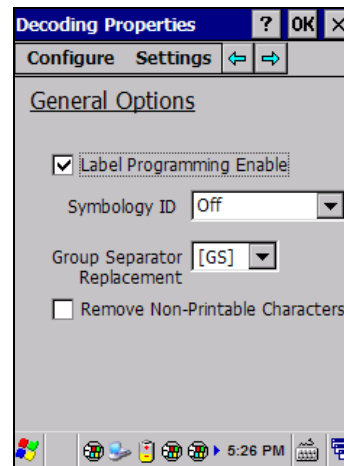 Decoding Properties ? OK ×
Configure Settings
General Options
Label Programming Enable
Symbology ID Off
Group Separator Replacement [GS]
Remove Non-Printable Characters
5:26 PM